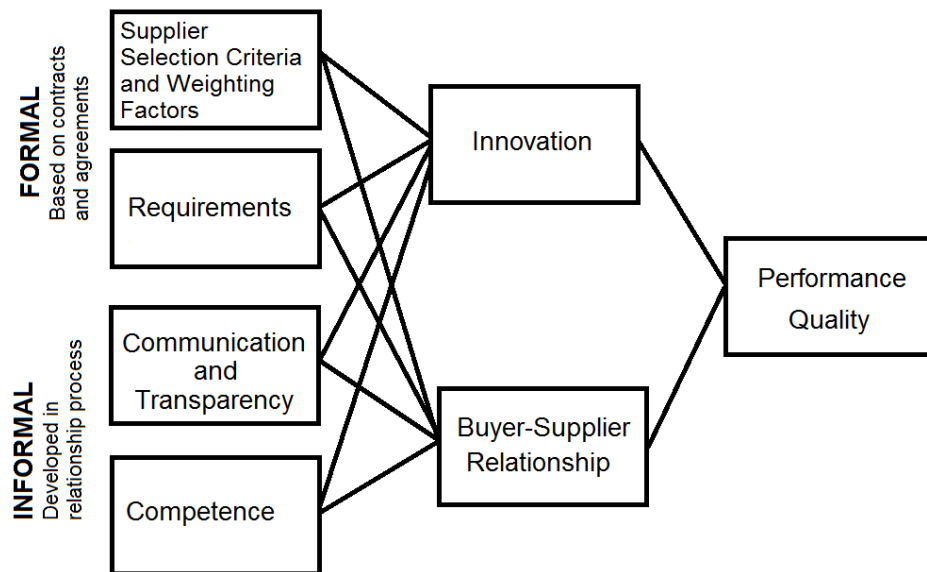 FORMAL
Based on contracts
and agreements
Supplier
Selection Criteria
and Weighting
Factors
Requirements
INFORMAL
Developed in
relationship process
Communication
and
Transparency
Competence
Innovation
Buyer-Supplier
Relationship
Performance
Quality